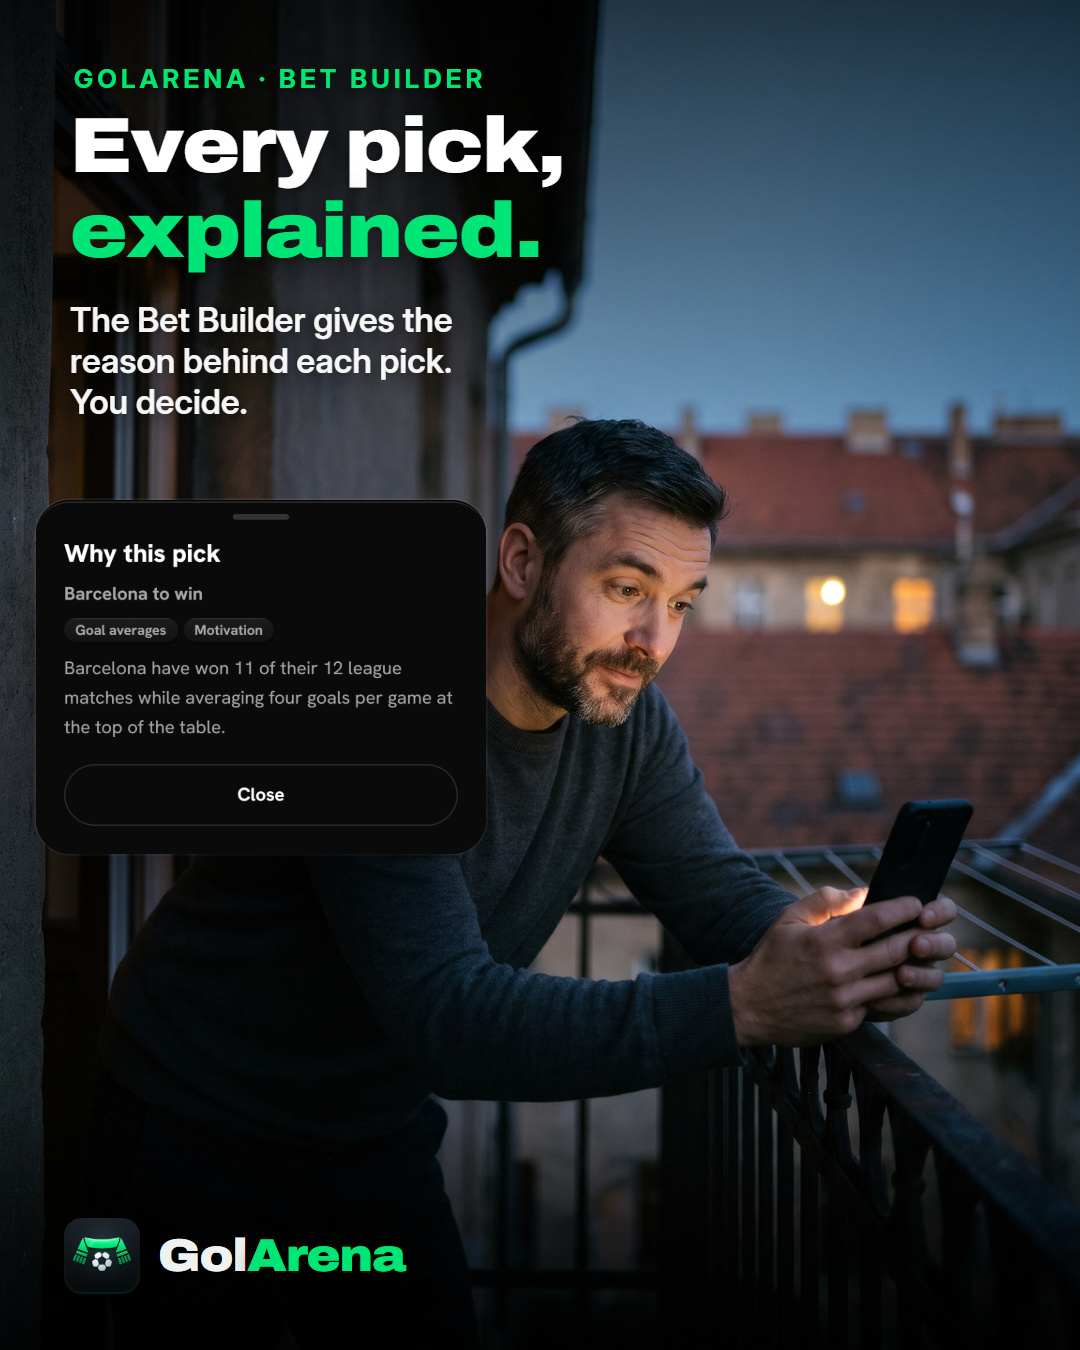 GOLARENA · BET BUILDER
Every pick,
explained.
The Bet Builder gives the
reason behind each pick.
You decide.
Why this pick
Barcelona to win
Goal averages
Motivation
Barcelona have won 11 of their 12 league
matches while averaging four goals per game at
the top of the table.
Close
GolArena